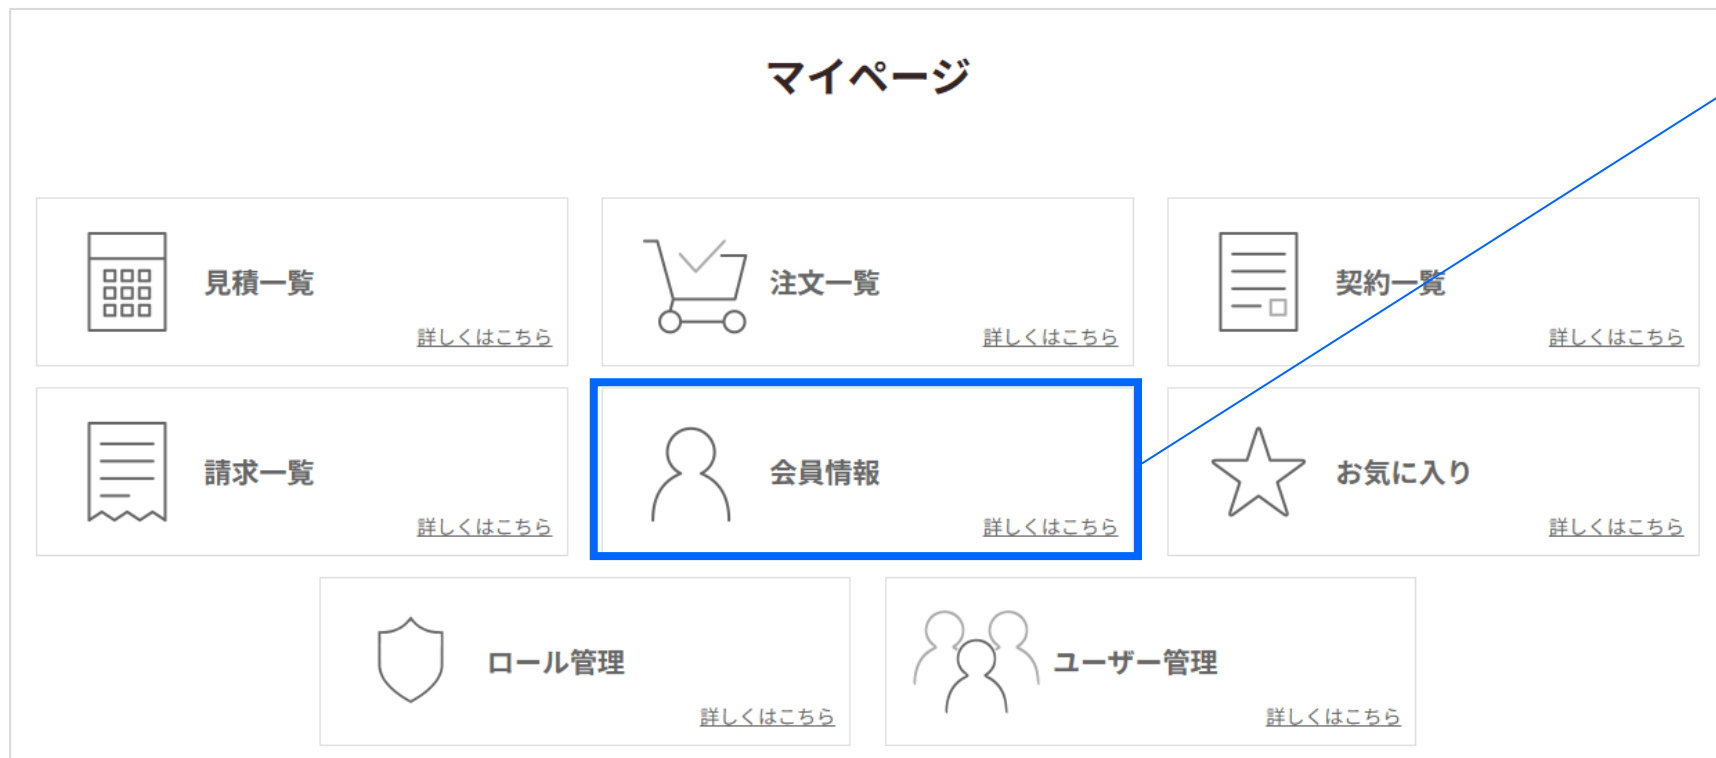 マイページ
見積一覧
詳しくはこちら
注文一覧
詳しくはこちら
契約一覧
詳しくはこちら
請求一覧
詳しくはこちら
会員情報
詳しくはこちら
お気に入り
詳しくはこちら
ロール管理
詳しくはこちら
ユーザー管理
詳しくはこちら